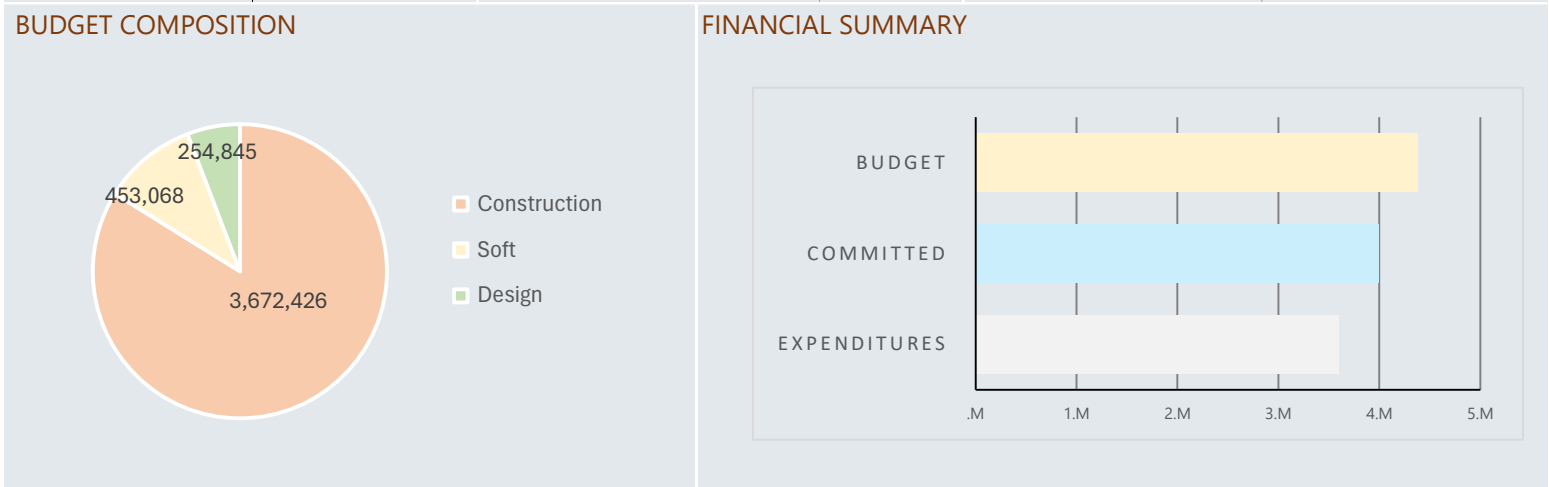 BUDGET COMPOSITION
254,845
453,068
3,672,426
Construction
Soft
Design
FINANCIAL SUMMARY
BUDGET
COMMITTED
EXPENDITURES
.M 1.M 2.M 3.M 4.M 5.M